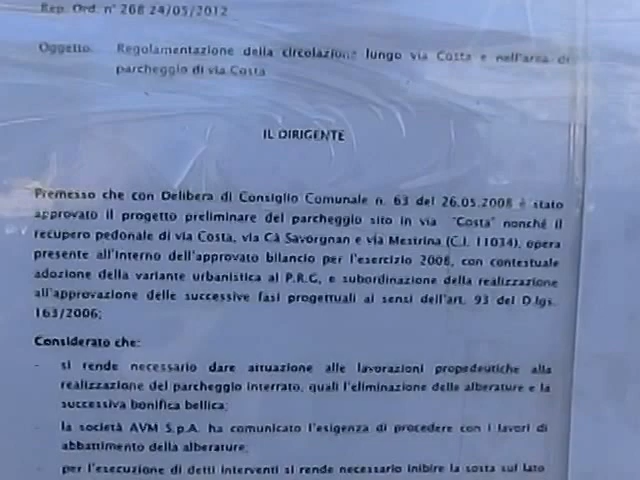 Rep. Ord. n° 268 24/05/2012
Oggetto: Regolamentazione della circolazione lungo via Costa e nell'area di
parcheggio di via Costa
IL DIRIGENTE
Premesso che con Delibera di Consiglio Comunale n. 63 del 26.05.2008 è stato
approvato il progetto preliminare del parcheggio sito in via "Costa" nonché il
recupero pedonale di via Costa, via Cà Savorgnan e via Mestrina (C.I. 11034), opera
presente all'interno dell'approvato bilancio per l'esercizio 2008, con contestuale
adozione della variante urbanistica al P.R.G, e subordinazione della realizzazione
all'approvazione delle successive fasi progettuali ai sensi dell'art. 93 del D.lgs.
163/2006;
Considerato che:
- si rende necessario dare attuazione alle lavorazioni propedeutiche alla
realizzazione del parcheggio interrato, quali l'eliminazione delle alberature e la
successiva bonifica bellica;
- la società AVM S.p.A. ha comunicato l'esigenza di procedere con i lavori di
abbattimento della alberature;
- per l'esecuzione di detti interventi si rende necessario inibire la sosta sul lato